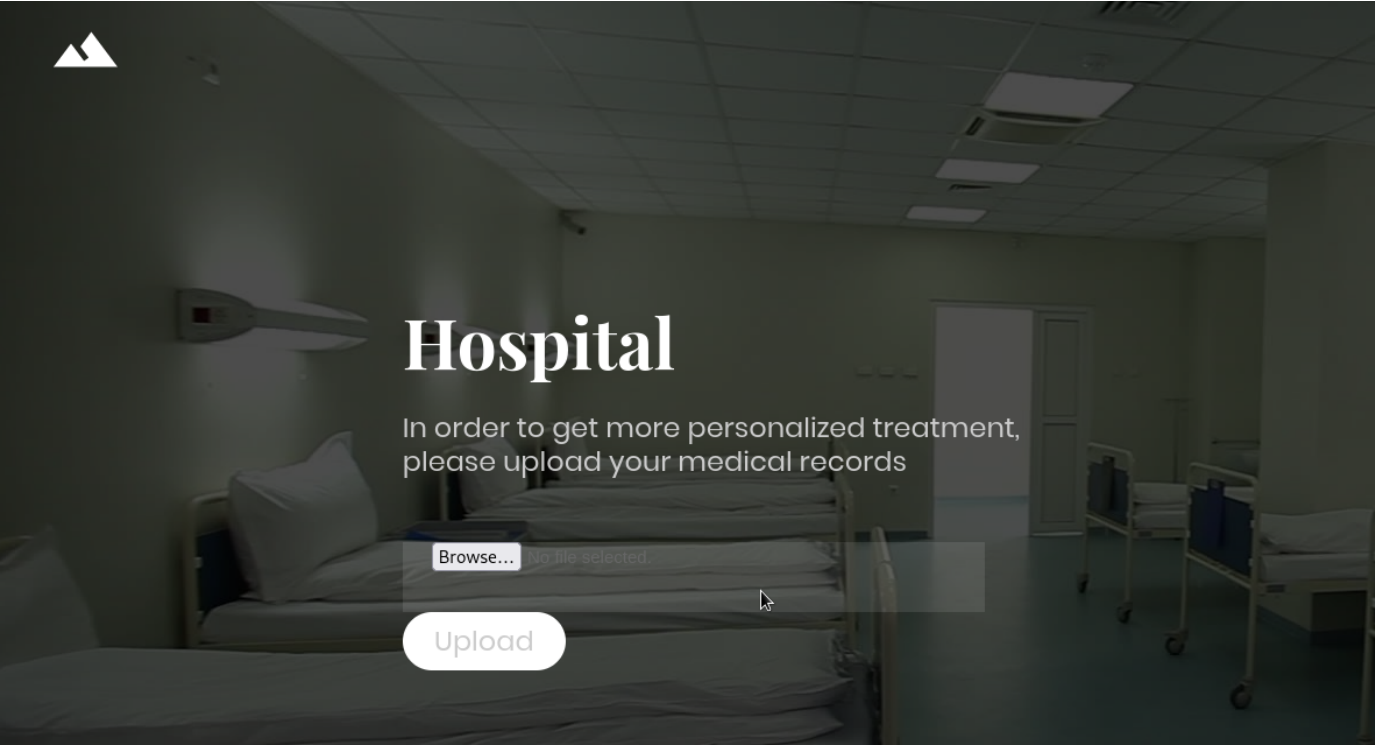 Hospital
In order to get more personalized treatment,
please upload your medical records
Browse... No file selected.
Upload